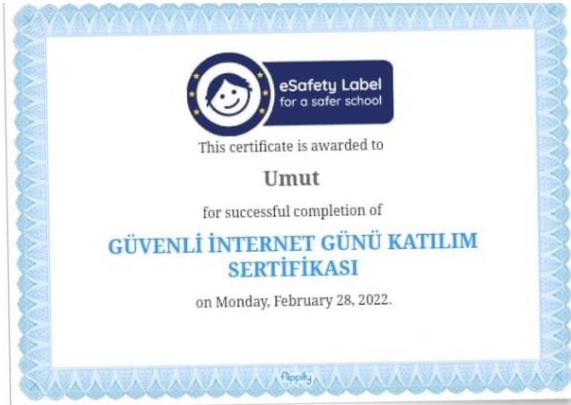 eSafety Label
for a safer school
This certificate is awarded to
Umut
for successful completion of
GÜVENLİ İNTERNET GÜNÜ KATILIM
SERTİFİKASI
on Monday, February 28, 2022.
flippity